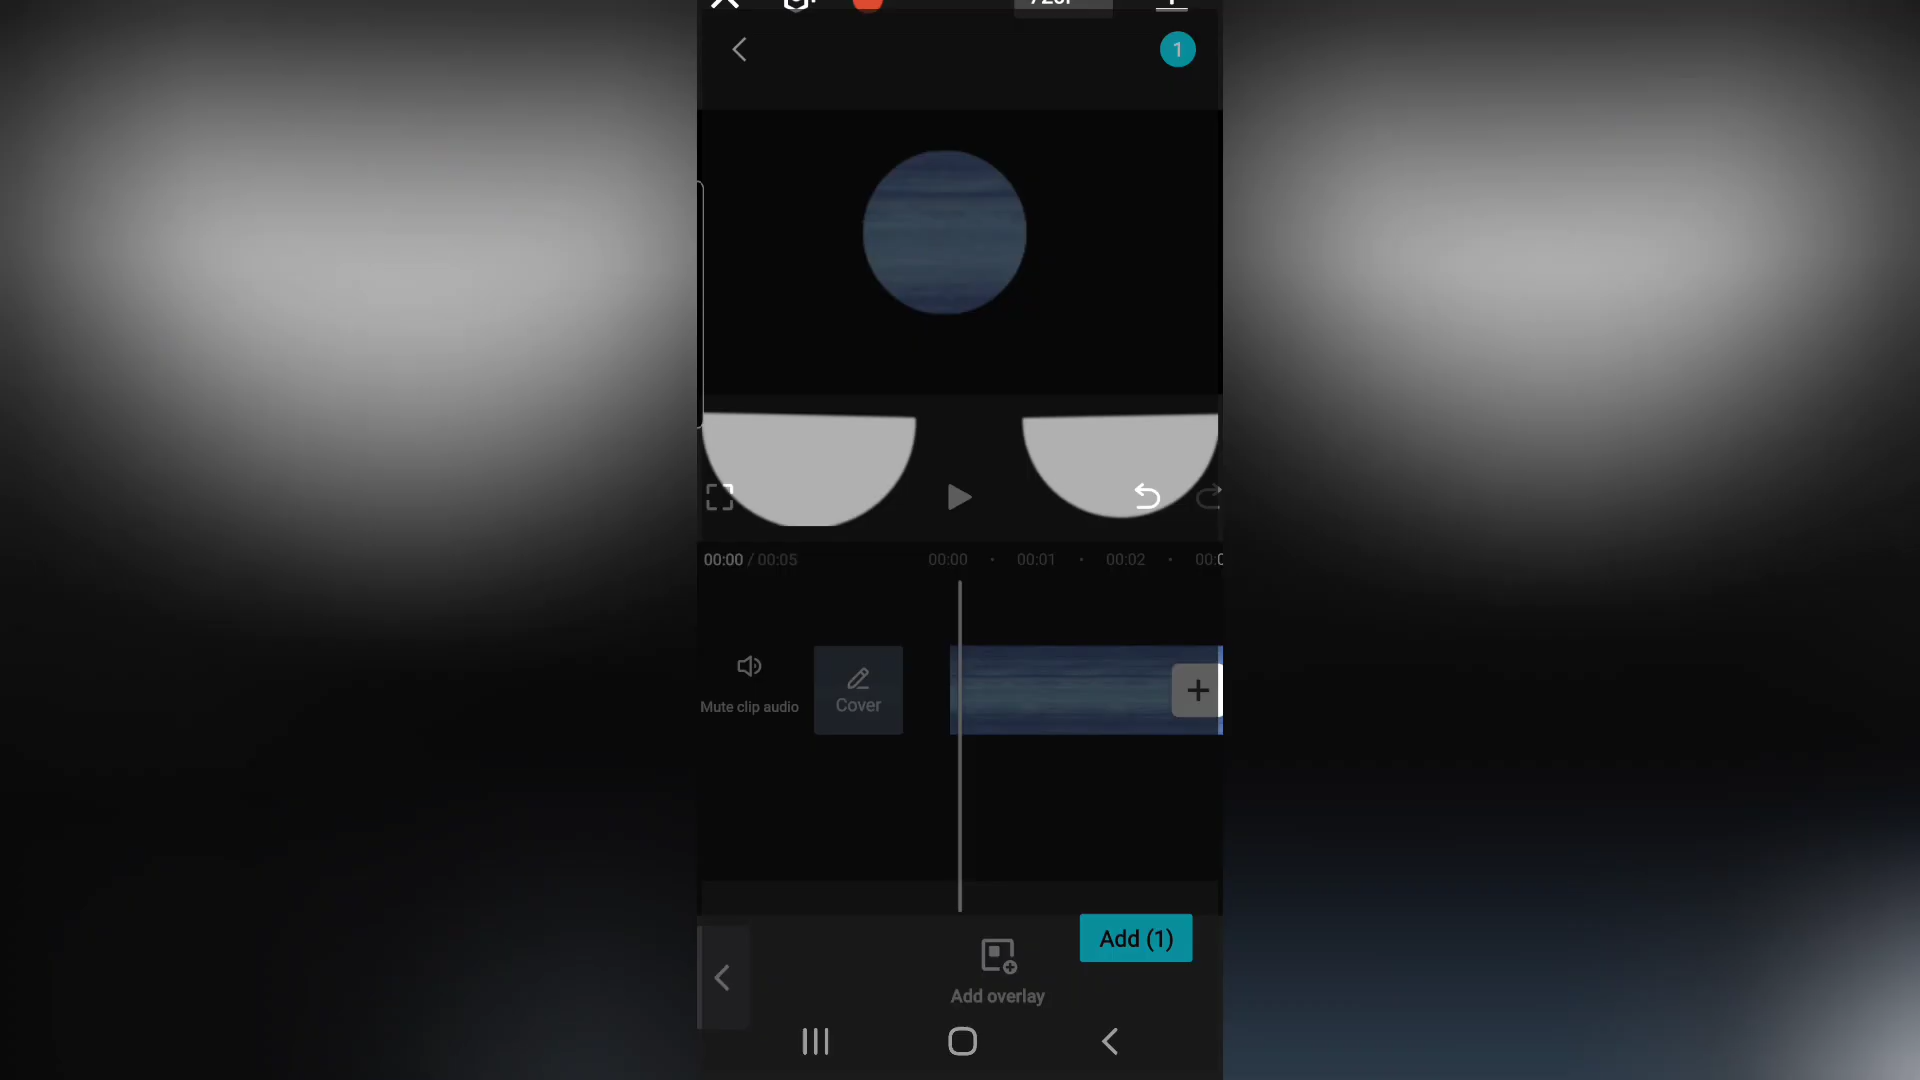 1
00:00 / 00:05
00:00
00:01
00:02
Mute clip audio
Cover
Add (1)
Add overlay